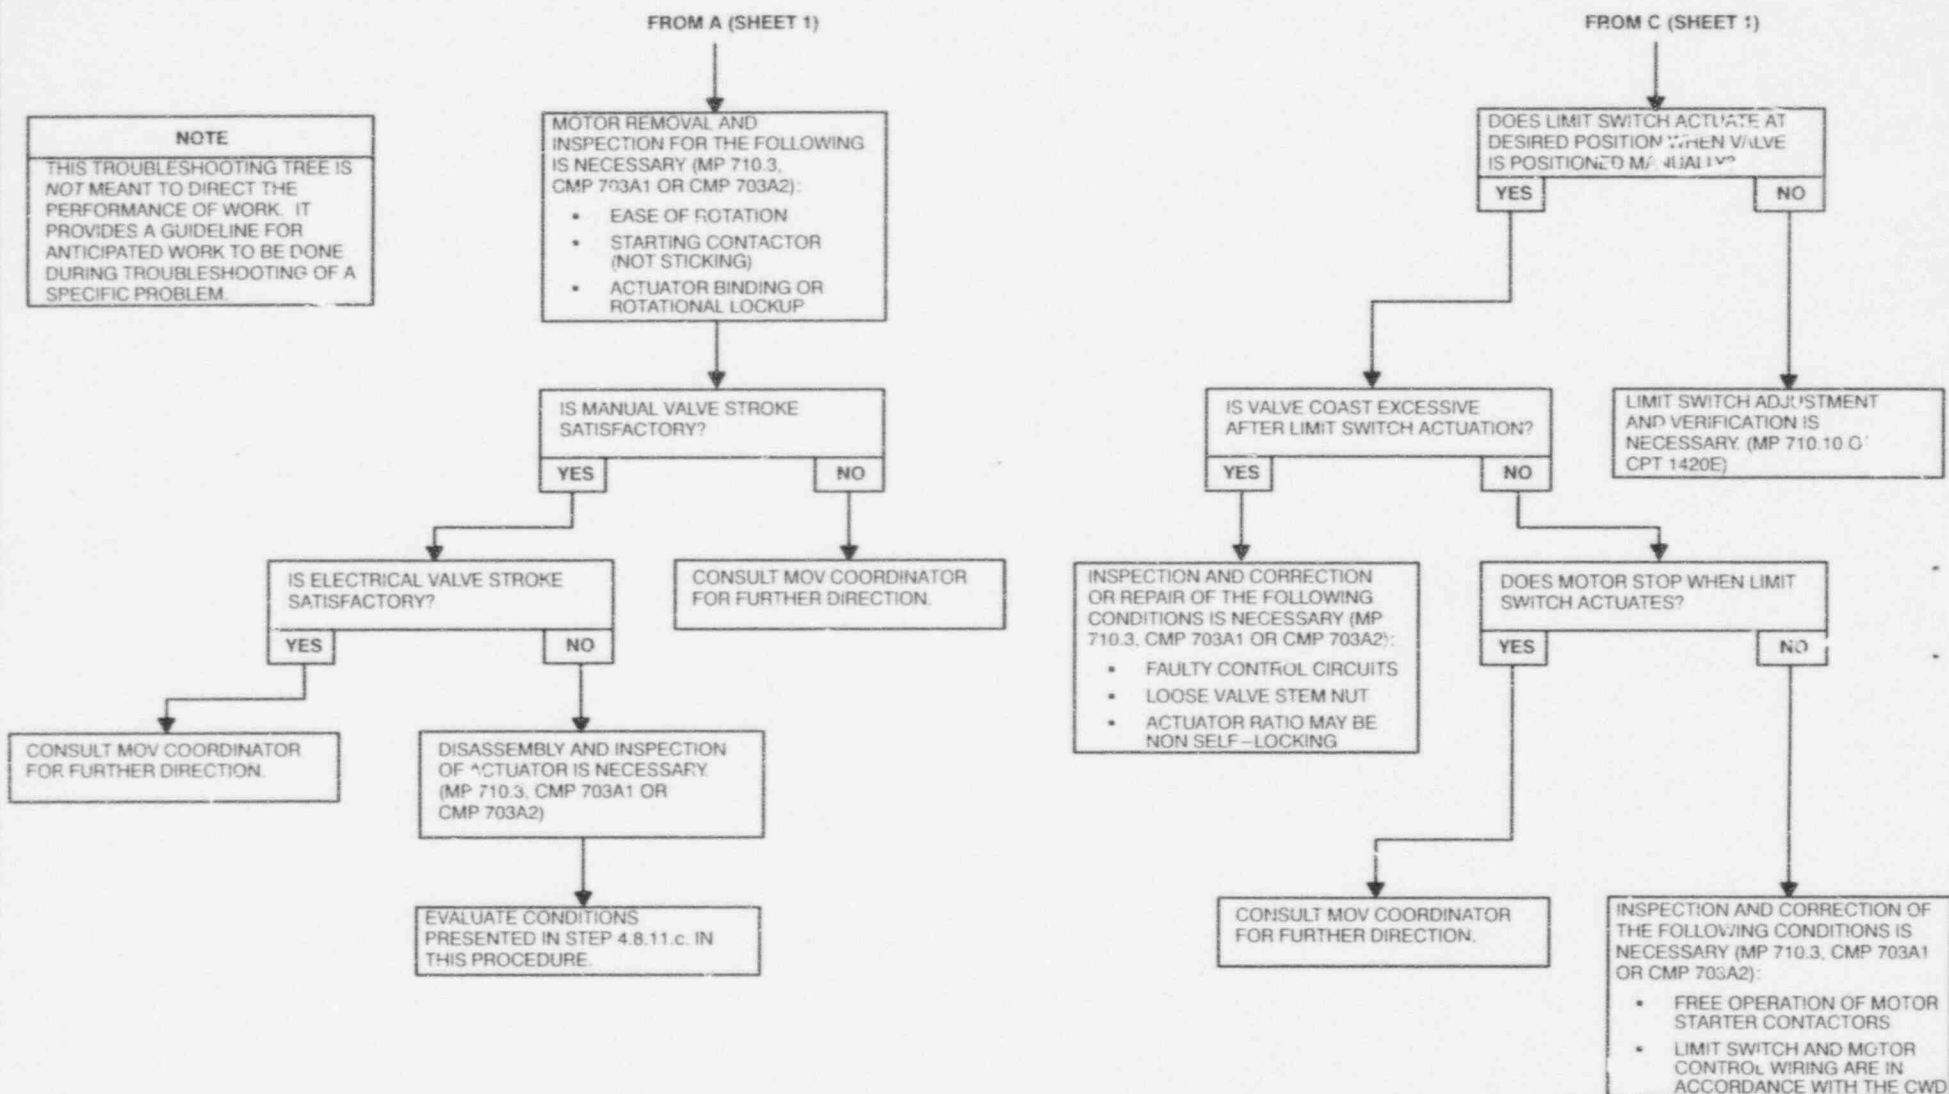 FROM A (SHEET 1)
FROM C (SHEET 1)
NOTE
THIS TROUBLESHOOTING TREE IS
NOT MEANT TO DIRECT THE
PERFORMANCE OF WORK. IT
PROVIDES A GUIDELINE FOR
ANTICIPATED WORK TO BE DONE
DURING TROUBLESHOOTING OF A
SPECIFIC PROBLEM.
MOTOR REMOVAL AND
INSPECTION FOR THE FOLLOWING
IS NECESSARY (MP 710.3,
CMP 703A1 OR CMP 703A2):
• EASE OF ROTATION
• STARTING CONTACTOR
(NOT STICKING)
• ACTUATOR BINDING OR
ROTATIONAL LOCKUP
IS MANUAL VALVE STROKE
SATISFACTORY?
YES
NO
IS ELECTRICAL VALVE STROKE
SATISFACTORY?
YES
NO
CONSULT MOV COORDINATOR
FOR FURTHER DIRECTION.
CONSULT MOV COORDINATOR
FOR FURTHER DIRECTION.
DISASSEMBLY AND INSPECTION
OF ACTUATOR IS NECESSARY.
(MP 710.3, CMP 703A1 OR
CMP 703A2)
EVALUATE CONDITIONS
PRESENTED IN STEP 4.8.11.c. IN
THIS PROCEDURE.
DOES LIMIT SWITCH ACTUATE AT
DESIRED POSITION WHEN VALVE
IS POSITIONED MANUALLY?
YES
NO
IS VALVE COAST EXCESSIVE
AFTER LIMIT SWITCH ACTUATION?
YES
NO
LIMIT SWITCH ADJUSTMENT
AND VERIFICATION IS
NECESSARY. (MP 710.10
CPT 1420E)
INSPECTION AND CORRECTION
OR REPAIR OF THE FOLLOWING
CONDITIONS IS NECESSARY (MP
710.3, CMP 703A1 OR CMP 703A2):
• FAULTY CONTROL CIRCUITS
• LOOSE VALVE STEM NUT
• ACTUATOR RATIO MAY BE
NON SELF-LOCKING
DOES MOTOR STOP WHEN LIMIT
SWITCH ACTUATES?
YES
NO
CONSULT MOV COORDINATOR
FOR FURTHER DIRECTION.
INSPECTION AND CORRECTION OF
THE FOLLOWING CONDITIONS IS
NECESSARY (MP 710.3, CMP 703A1
OR CMP 703A2):
• FREE OPERATION OF MOTOR
STARTER CONTACTORS
• LIMIT SWITCH AND MOTOR
CONTROL WIRING ARE IN
ACCORDANCE WITH THE CWD